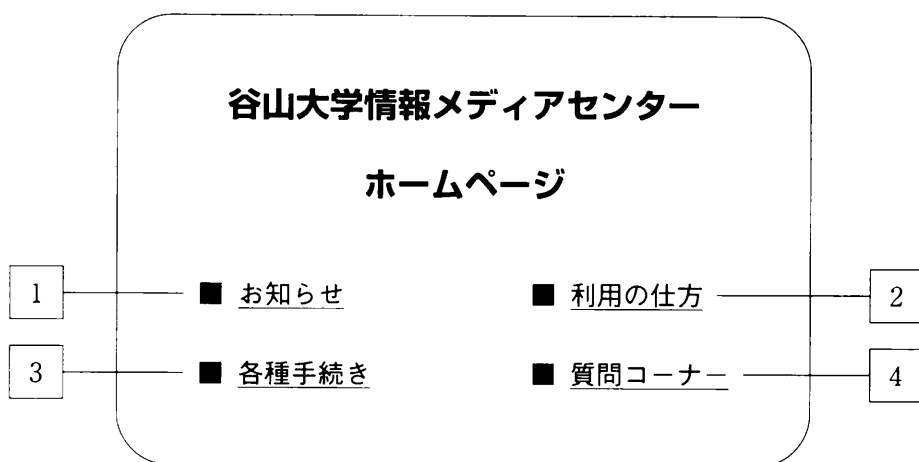 谷山大学情報メディアセンター
ホームページ
1 ■ お知らせ ■ 利用の仕方 2
3 ■ 各種手続き ■ 質問コーナー 4